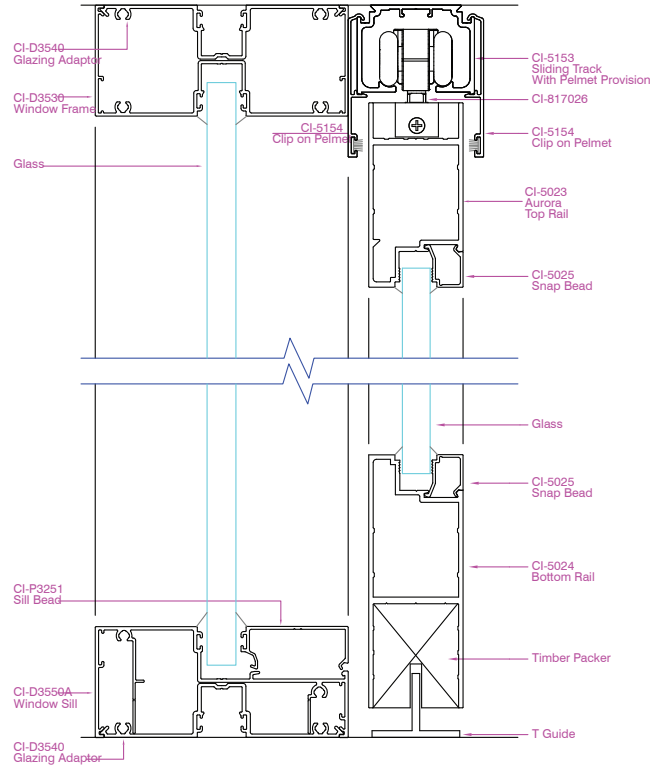 CI-D3540
Glazing Adaptor
CI-D3530
Window Frame
CI-5154
Clip on Pelmet
Glass
CI-5153
Sliding Track
With Pelmet Provision
CI-817026
CI-5154
Clip on Pelmet
CI-5023
Aurora
Top Rail
CI-5025
Snap Bead
Glass
CI-5025
Snap Bead
CI-5024
Bottom Rail
CI-P3251
Sill Bead
Timber Packer
CI-D3550A
Window Sill
T Guide
CI-D3540
Glazing Adaptor